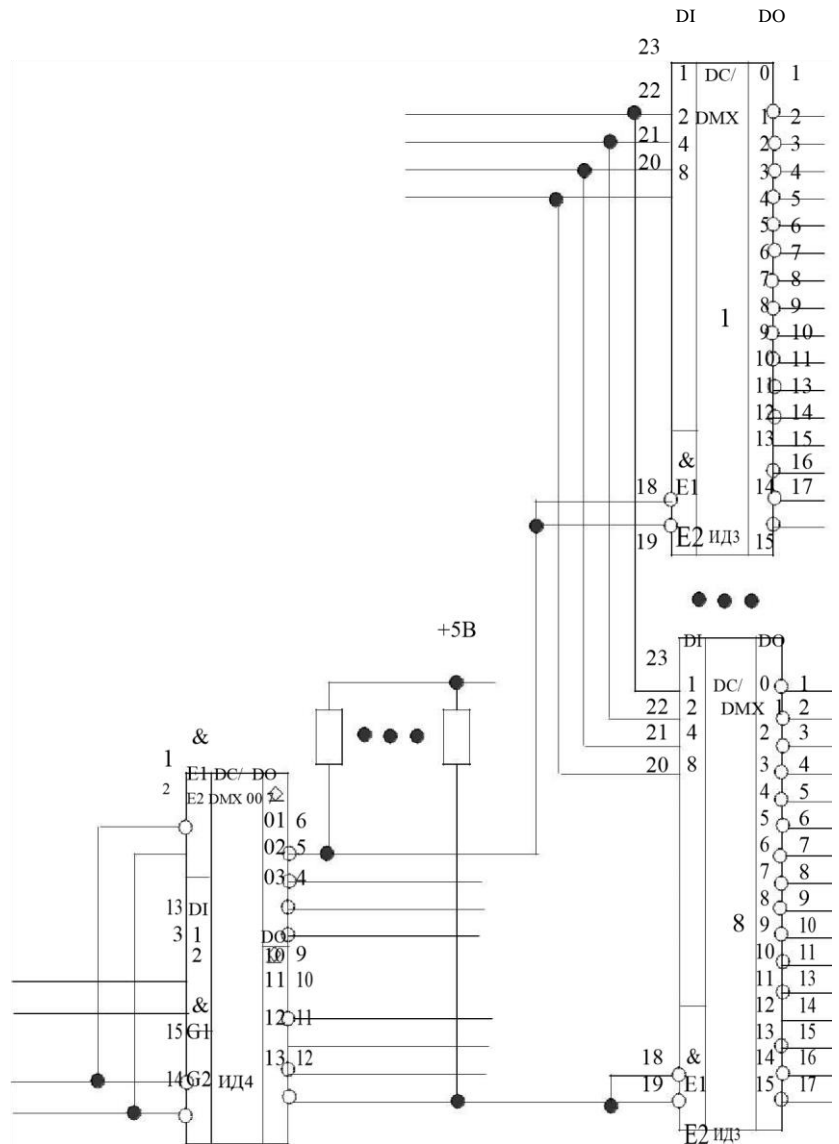 DI DO
23
1 DC/ 0 1
22
2 DMX 1 2
21
4 2 3
20
8 3 4
4 5
5 6
6 7
7 8
8 9
1
9 10
10 11
11 13
12 14
13 15
16
&
18 E1 14 17
19 E2 ИД3 15
+5В
DI DO
23
1 DC/ 0 1
22 2 DMX 1 2
21 4 2 3
20 8 3 4
4 5
5 6
6 7
7 8
8 9
8 9 10
10 11
11 13
12 14
13 15
18 & 14 16
19 E1 15 17
E2 ИД3
&
1 E1 DC/ DO
2 E2 DMX 00 7
01 6
02 5
03 4
13 DI
3 1 DO
2 10 9
11 10
& 12 11
15 G1
13 12
14 G2 ИД4